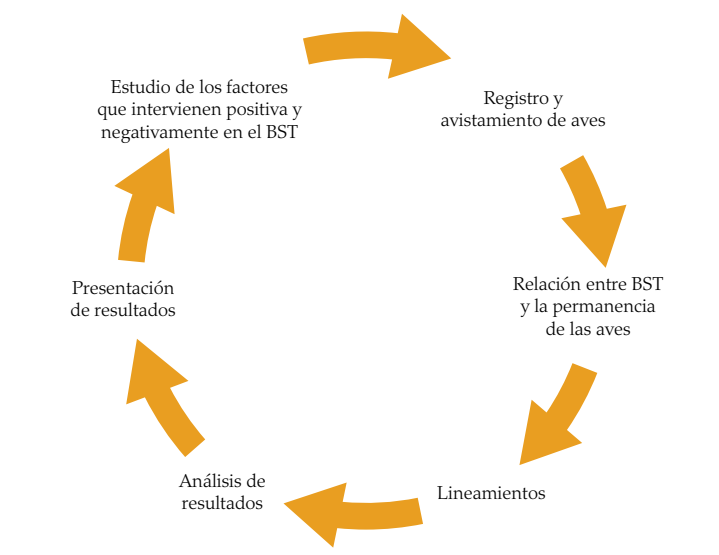 Estudio de los factores
que intervienen positiva y
negativamente en el BST
Registro y
avistamiento de aves
Relación entre BST
y la permanencia
de las aves
Lineamientos
Análisis de
resultados
Presentación
de resultados